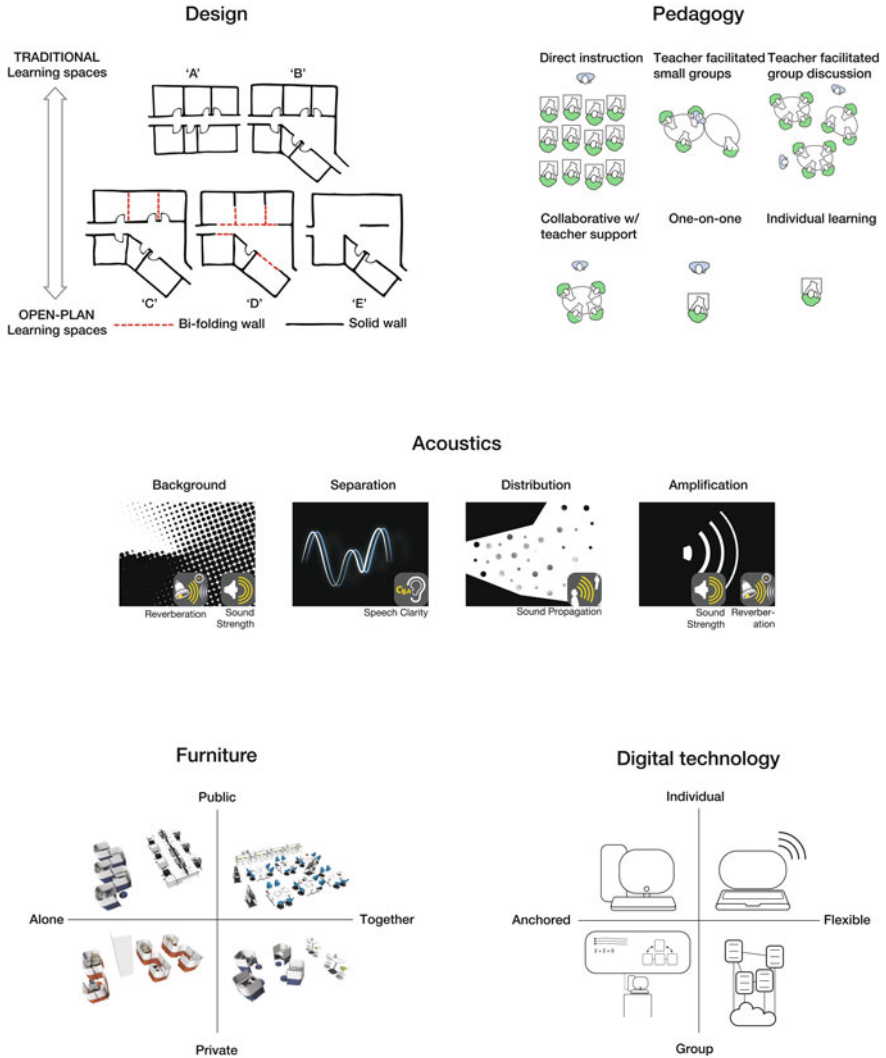 Design
TRADITIONAL
Learning spaces
'A'
'B'
'C'
'D'
'E'
OPEN-PLAN
Learning spaces
Bi-folding wall
Solid wall
Pedagogy
Direct instruction
Teacher facilitated
small groups
Teacher facilitated
group discussion
Collaborative w/
teacher support
One-on-one
Individual learning
Acoustics
Background
Reverberation
Sound
Strength
Separation
Speech Clarity
Distribution
Sound Propagation
Amplification
Sound
Strength
Reverber-
ation
Furniture
Public
Alone
Together
Private
Digital technology
Individual
Anchored
Flexible
Group